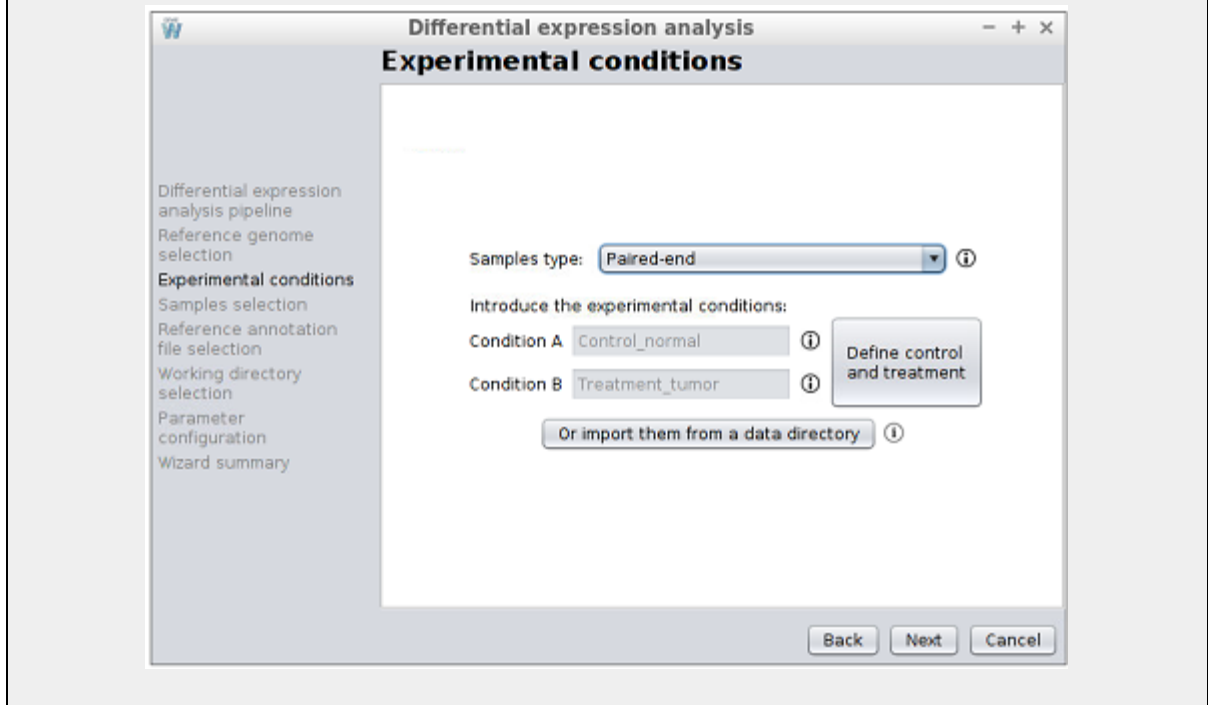 Differential expression analysis
Experimental conditions
Differential expression
analysis pipeline
Reference genome
selection
Experimental conditions
Samples selection
Reference annotation
file selection
Working directory
selection
Parameter
configuration
Wizard summary
Samples type: Paired-end
Introduce the experimental conditions:
Condition A Control_normal
Condition B Treatment_tumor
Define control
and treatment
Or import them from a data directory
Back Next Cancel